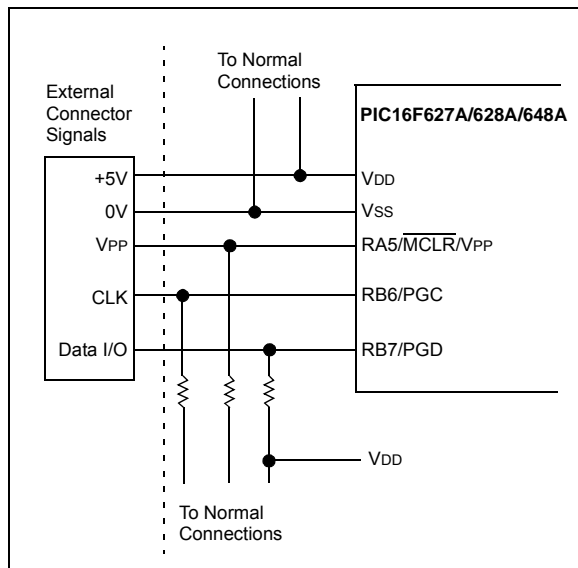 To Normal
Connections
External
Connector
Signals
PIC16F627A/628A/648A
+5V
VDD
0V
VSS
VPP
RA5/MCLR/VPP
CLK
RB6/PGC
Data I/O
RB7/PGD
VDD
To Normal
Connections